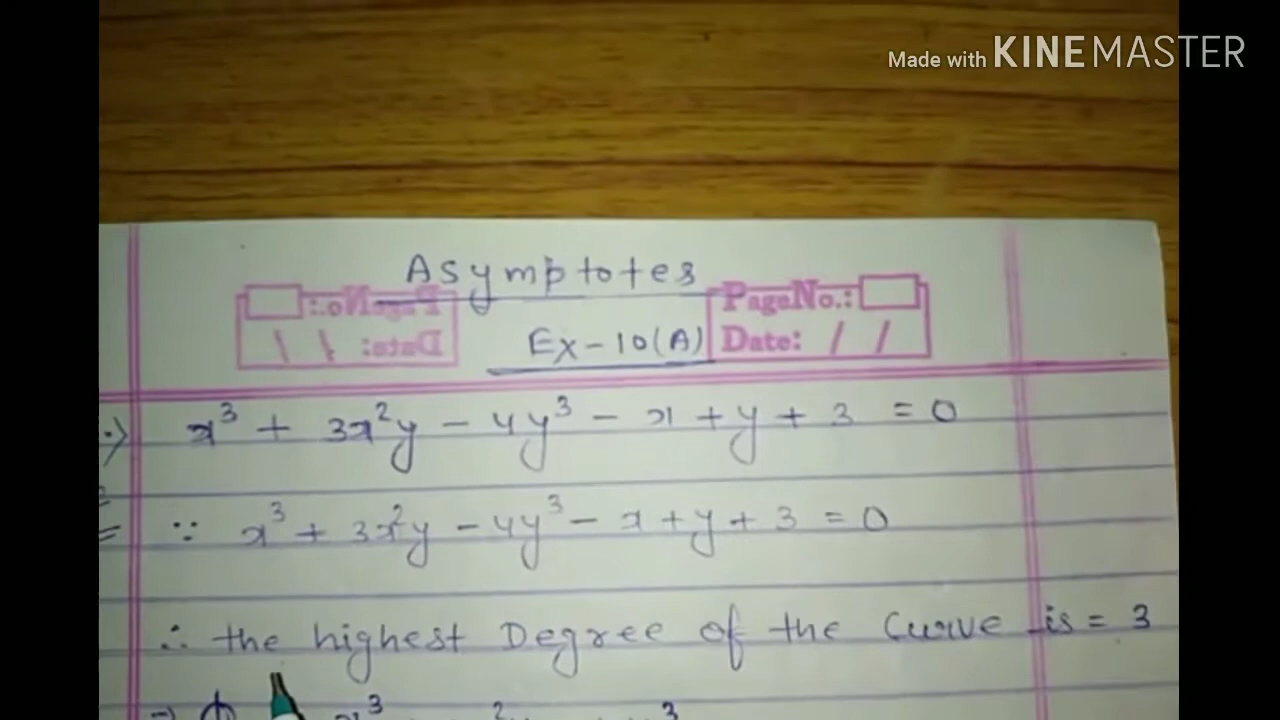 Made with KINEMASTER
Asymptotes
PageNo.:
Date: / /
Ex-10(A)
x³ + 3x²y - 4y³ - x + y + 3 = 0
∵ x³ + 3x²y - 4y³ - x + y + 3 = 0
∴ the highest Degree of the Curve is = 3